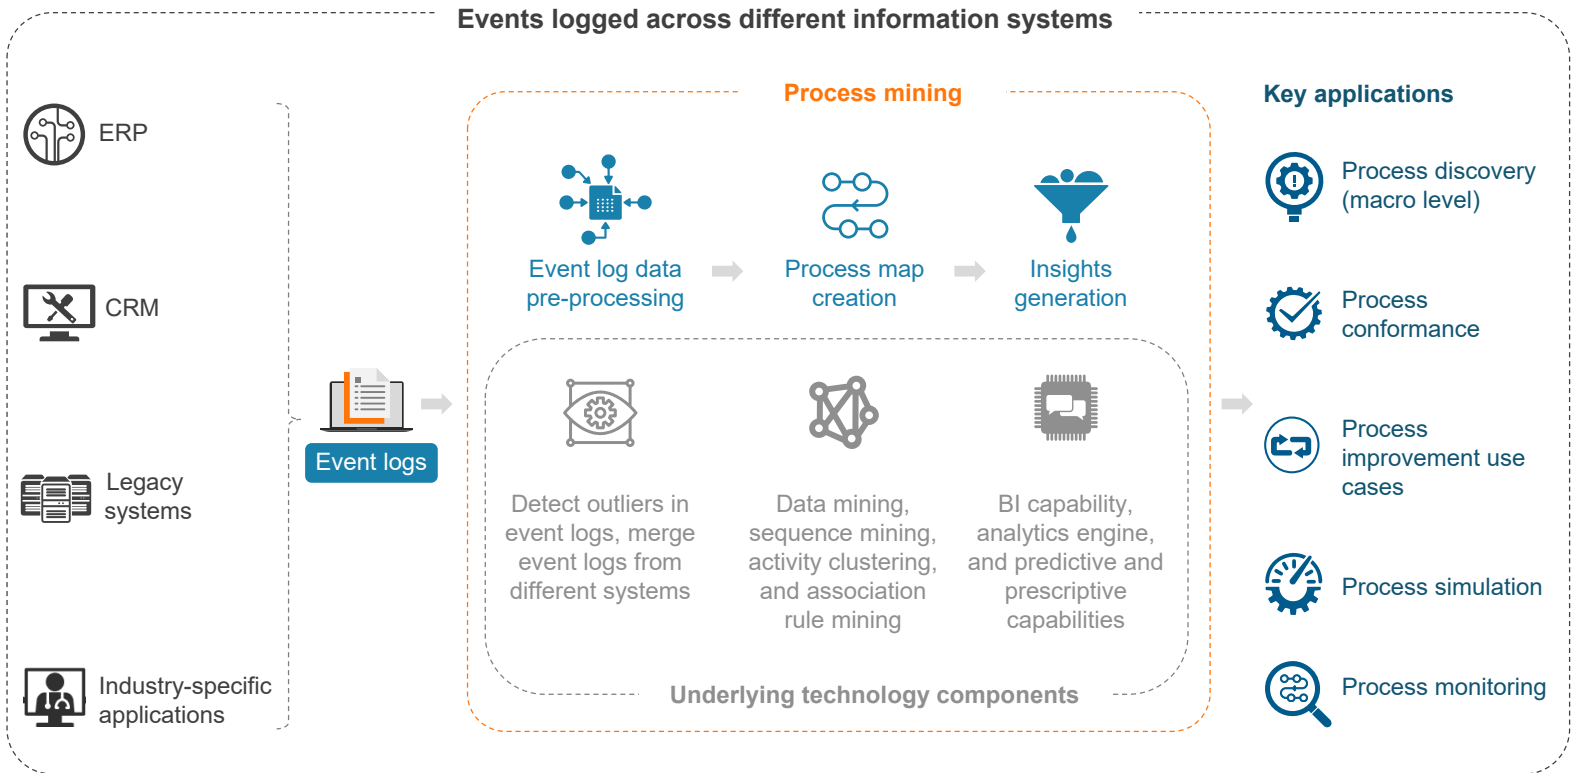 Events logged across different information systems
ERP
CRM
Legacy
systems
Industry-specific
applications
Event logs
Process mining
Event log data
pre-processing
Process map
creation
Insights
generation
Detect outliers in
event logs, merge
event logs from
different systems
Data mining,
sequence mining,
activity clustering,
and association
rule mining
BI capability,
analytics engine,
and predictive and
prescriptive
capabilities
Underlying technology components
Key applications
Process discovery
(macro level)
Process
conformance
Process
improvement use
cases
Process simulation
Process monitoring